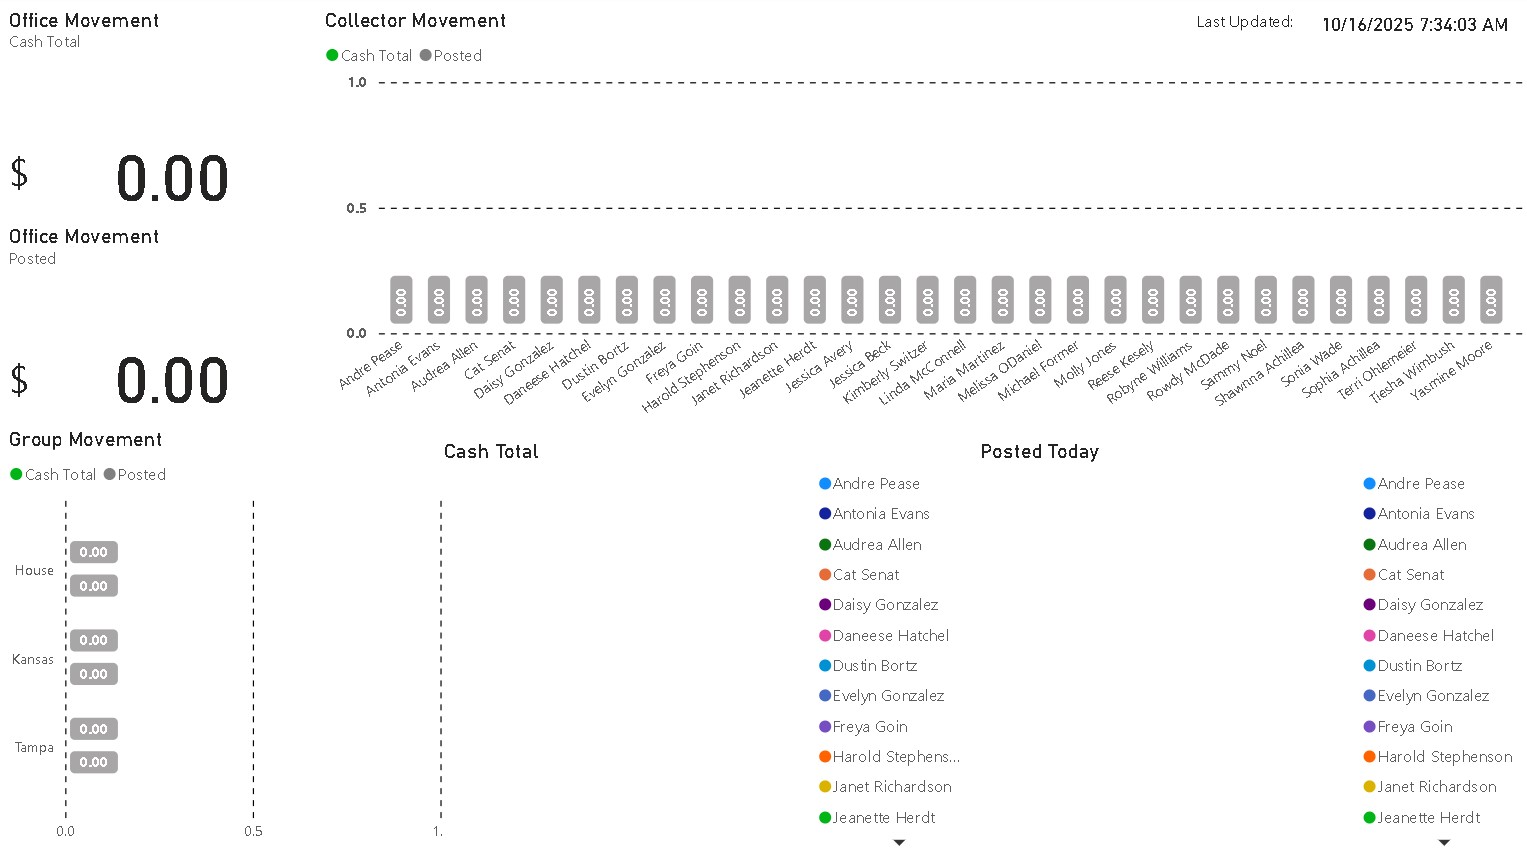 Office Movement
Cash Total
$ 0.00
Office Movement
Posted
$ 0.00
Collector Movement
Last Updated: 10/16/2025 7:34:03 AM
Cash Total Posted
1.0
0.5
0.0
0.00 0.00 0.00 0.00 0.00 0.00 0.00 0.00 0.00 0.00 0.00 0.00 0.00 0.00 0.00 0.00 0.00 0.00 0.00 0.00 0.00 0.00 0.00 0.00 0.00 0.00 0.00 0.00 0.00 0.00
Andre Pease
Antonia Evans
Audrea Allen
Cat Senat
Daisy Gonzalez
Daneese Hatchel
Dustin Bortz
Evelyn Gonzalez
Freya Goin
Harold Stephenson
Janet Richardson
Jeanette Herdt
Jessica Avery
Jessica Beck
Kimberly Switzer
Linda McConnell
Maria Martinez
Melissa ODaniel
Michael Former
Molly Jones
Reese Kesely
Robyne Williams
Rowdy McDade
Sammy Noel
Shawnna Achillea
Sonia Wade
Sophia Achillea
Terri Ohlemeier
Tiesha Wimbush
Yasmine Moore
Group Movement
Cash Total Posted
House
0.00
0.00
Kansas
0.00
0.00
Tampa
0.00
0.00
0.0 0.5 1.
Cash Total
Andre Pease
Antonia Evans
Audrea Allen
Cat Senat
Daisy Gonzalez
Daneese Hatchel
Dustin Bortz
Evelyn Gonzalez
Freya Goin
Harold Stephens...
Janet Richardson
Jeanette Herdt
Posted Today
Andre Pease
Antonia Evans
Audrea Allen
Cat Senat
Daisy Gonzalez
Daneese Hatchel
Dustin Bortz
Evelyn Gonzalez
Freya Goin
Harold Stephenson
Janet Richardson
Jeanette Herdt